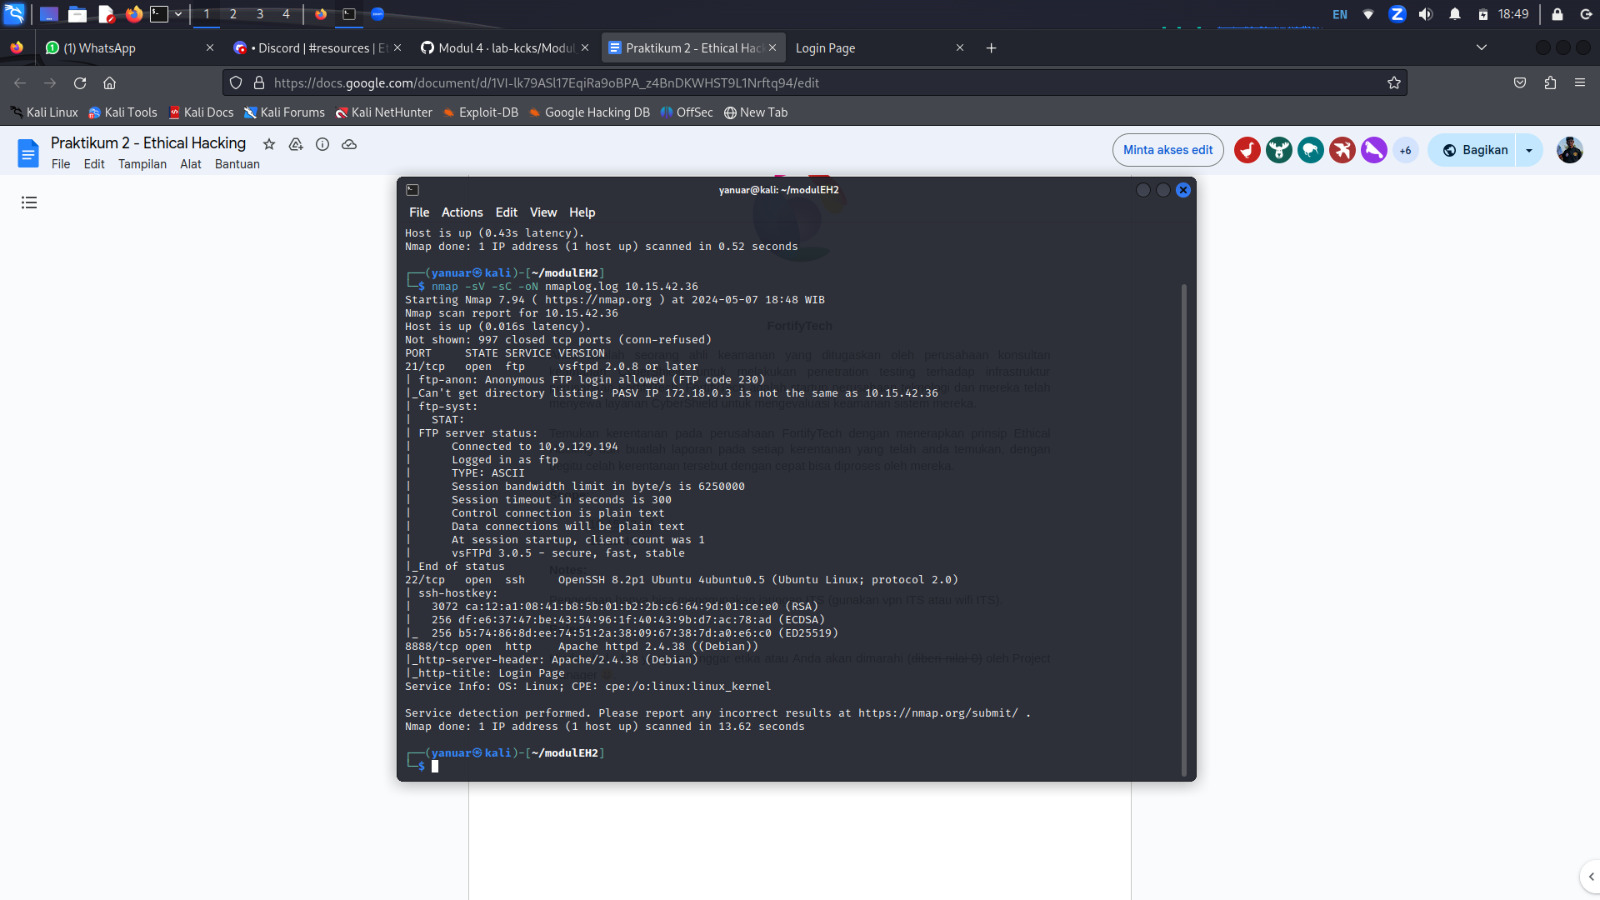 1 2 3 4
EN 18:49
(1) WhatsApp
• Discord | #resources | Et
Modul 4 · lab-kcks/Modul
Praktikum 2 - Ethical Hac
Login Page
https://docs.google.com/document/d/1VI-lk79ASl17EqiRa9oBPA_z4BnDKWHST9L1Nrftq94/edit
Kali Linux Kali Tools Kali Docs Kali Forums Kali NetHunter Exploit-DB Google Hacking DB OffSec New Tab
Praktikum 2 - Ethical Hacking
File Edit Tampilan Alat Bantuan
Minta akses edit
+6
Bagikan
yanuar@kali: ~/modulEH2
File Actions Edit View Help
Host is up (0.43s latency).
Nmap done: 1 IP address (1 host up) scanned in 0.52 seconds
┌──(yanuar㉿kali)-[~/modulEH2]
└─$ nmap -sV -sC -oN nmaplog.log 10.15.42.36
Starting Nmap 7.94 ( https://nmap.org ) at 2024-05-07 18:48 WIB
Nmap scan report for 10.15.42.36
Host is up (0.016s latency).
Not shown: 997 closed tcp ports (conn-refused)
PORT STATE SERVICE VERSION
21/tcp open ftp vsftpd 2.0.8 or later
| ftp-anon: Anonymous FTP login allowed (FTP code 230)
|_Can't get directory listing: PASV IP 172.18.0.3 is not the same as 10.15.42.36
| ftp-syst:
| STAT:
| FTP server status:
| Connected to 10.9.129.194
| Logged in as ftp
| TYPE: ASCII
| Session bandwidth limit in byte/s is 6250000
| Session timeout in seconds is 300
| Control connection is plain text
| Data connections will be plain text
| At session startup, client count was 1
| vsFTPd 3.0.5 - secure, fast, stable
|_End of status
22/tcp open ssh OpenSSH 8.2p1 Ubuntu 4ubuntu0.5 (Ubuntu Linux; protocol 2.0)
| ssh-hostkey:
| 3072 ca:12:a1:08:41:b8:5b:01:b2:2b:c6:64:9d:01:ce:e0 (RSA)
| 256 df:e6:37:47:be:43:54:96:1f:40:43:9b:d7:ac:78:ad (ECDSA)
|_ 256 b5:74:86:8d:ee:74:51:2a:38:09:67:38:7d:a0:e6:c0 (ED25519)
8888/tcp open http Apache httpd 2.4.38 ((Debian))
|_http-server-header: Apache/2.4.38 (Debian)
|_http-title: Login Page
Service Info: OS: Linux; CPE: cpe:/o:linux:linux_kernel
Service detection performed. Please report any incorrect results at https://nmap.org/submit/ .
Nmap done: 1 IP address (1 host up) scanned in 13.62 seconds
┌──(yanuar㉿kali)-[~/modulEH2]
└─$
FortifyTech